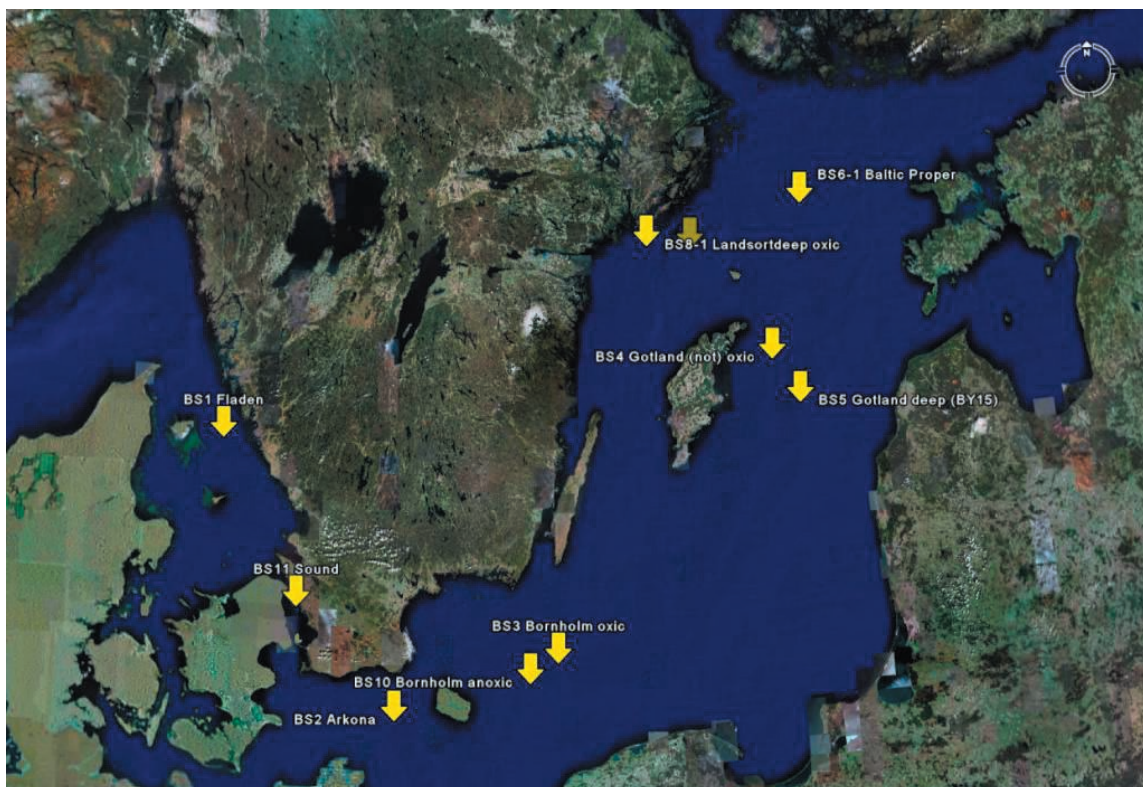 N
BS6-1 Baltic Proper
BS8-1 Landsortdeep oxic
BS4 Gotland (not) oxic
BS5 Gotland deep (BY15)
BS1 Fladen
BS11 Sound
BS3 Bornholm oxic
BS10 Bornholm anoxic
BS2 Arkona